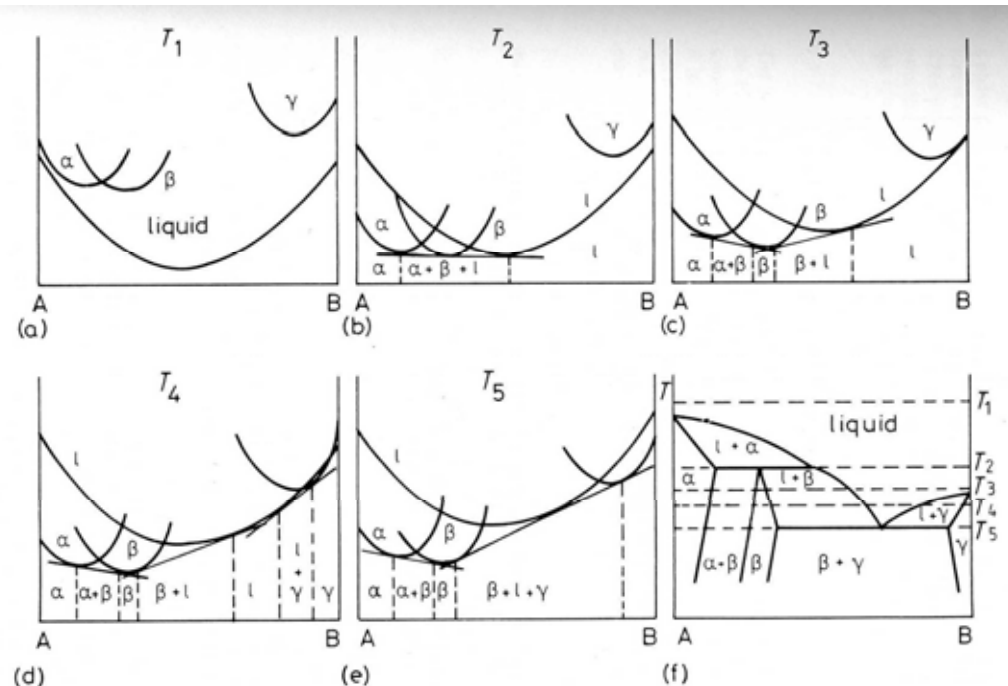 T1
γ
α
β
liquid
A B
(a)
T2
γ
l
β
α α+β+l l
A B
(b)
T3
γ
α
β
l
α α+β β β+l l
A B
(c)
T4
l
α
β
α α+β β β+l l l+γ γ
A B
(d)
T5
l
α
β
α α+β β β+l+γ
A B
(e)
T
T1
liquid
l+α
T2
α l+β
T3
T4
l+γ
T5
α+β β β+γ γ
A B
(f)